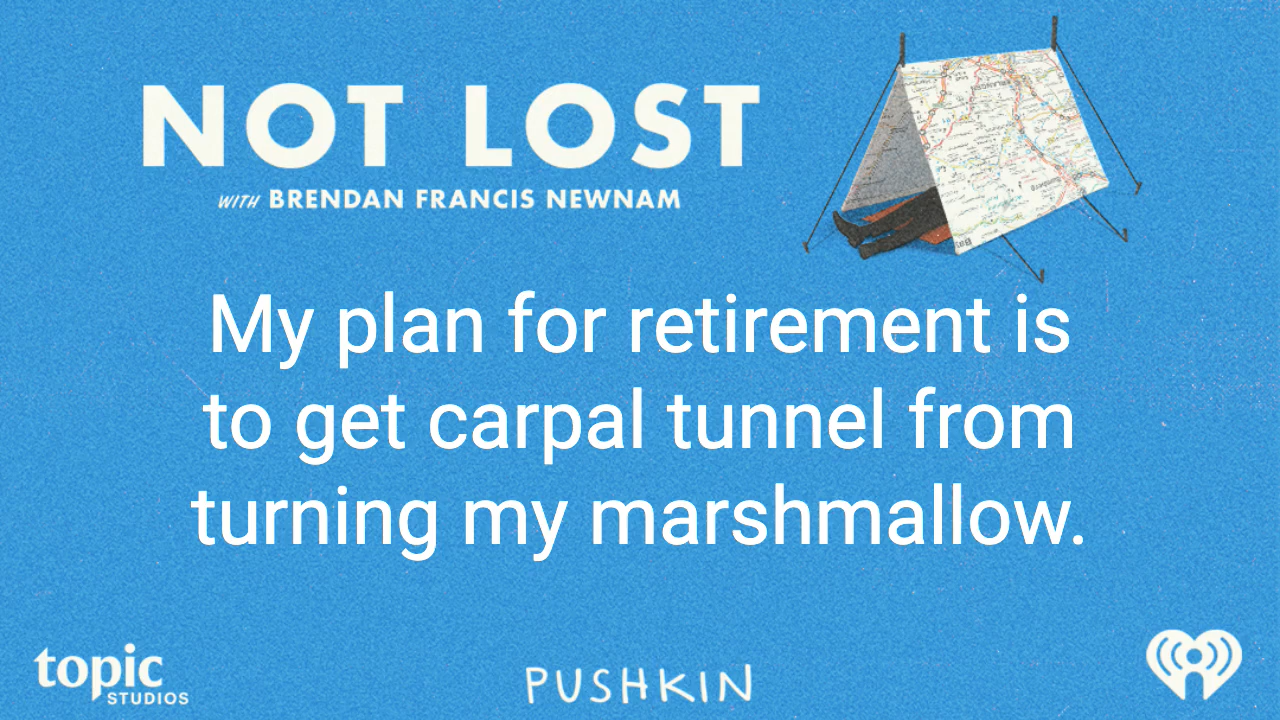 NOT LOST
WITH BRENDAN FRANCIS NEWNAM
My plan for retirement is
to get carpal tunnel from
turning my marshmallow.
topic
STUDIOS
PUSHKIN